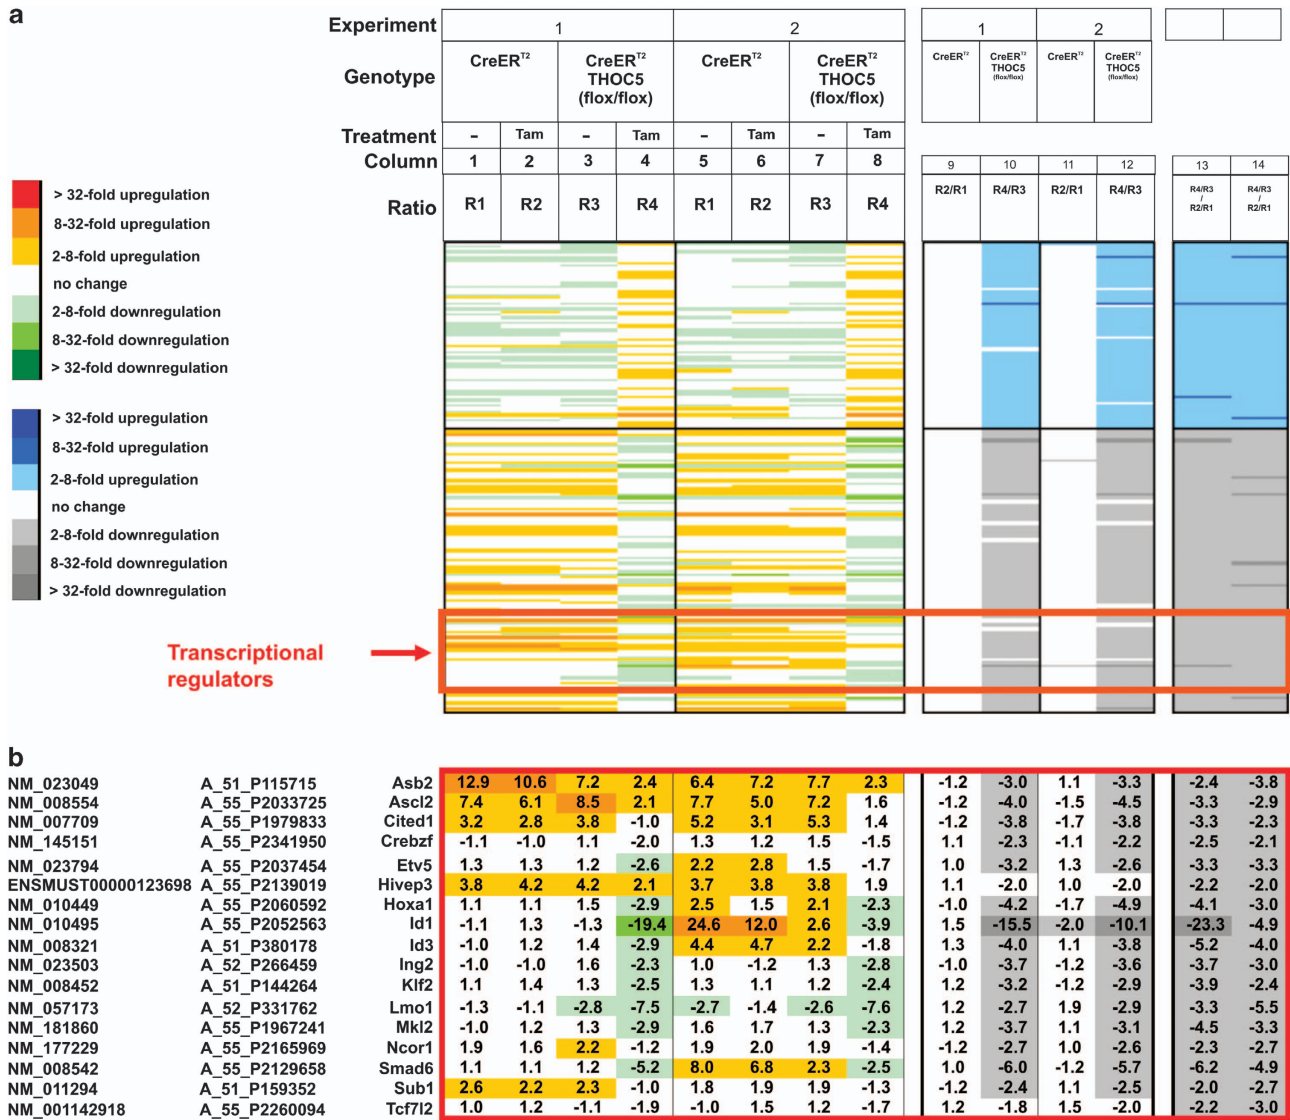 a
Experiment 1 2 1 2
Genotype CreERT2 CreERT2 THOC5 (flox/flox) CreERT2 CreERT2 THOC5 (flox/flox) CreERT2 CreERT2 THOC5 (flox/flox) CreERT2 CreERT2 THOC5 (flox/flox)
Treatment – Tam – Tam – Tam – Tam
Column 1 2 3 4 5 6 7 8 9 10 11 12 13 14
Ratio R1 R2 R3 R4 R1 R2 R3 R4 R2/R1 R4/R3 R2/R1 R4/R3 R4/R3 / R2/R1 R4/R3 / R2/R1
> 32-fold upregulation
8-32-fold upregulation
2-8-fold upregulation
no change
2-8-fold downregulation
8-32-fold downregulation
> 32-fold downregulation
> 32-fold upregulation
8-32-fold upregulation
2-8-fold upregulation
no change
2-8-fold downregulation
8-32-fold downregulation
> 32-fold downregulation
Transcriptional
regulators
b
NM_023049 A_51_P115715 Asb2 12.9 10.6 7.2 2.4 6.4 7.2 7.7 2.3 -1.2 -3.0 1.1 -3.3 -2.4 -3.8
NM_008554 A_55_P2033725 Ascl2 7.4 6.1 8.5 2.1 7.7 5.0 7.2 1.6 -1.2 -4.0 -1.5 -4.5 -3.3 -2.9
NM_007709 A_55_P1979833 Cited1 3.2 2.8 3.8 -1.0 5.2 3.1 5.3 1.4 -1.2 -3.8 -1.7 -3.8 -3.3 -2.3
NM_145151 A_55_P2341950 Crebzf -1.1 -1.0 1.1 -2.0 1.3 1.2 1.5 -1.5 1.1 -2.3 -1.1 -2.2 -2.5 -2.1
NM_023794 A_55_P2037454 Etv5 1.3 1.3 1.2 -2.6 2.2 2.8 1.5 -1.7 1.0 -3.2 1.3 -2.6 -3.3 -3.3
ENSMUST00000123698 A_55_P2139019 Hivep3 3.8 4.2 4.2 2.1 3.7 3.8 3.8 1.9 1.1 -2.0 1.0 -2.0 -2.2 -2.0
NM_010449 A_55_P2060592 Hoxa1 1.1 1.1 1.5 -2.9 2.5 1.5 2.1 -2.3 -1.0 -4.2 -1.7 -4.9 -4.1 -3.0
NM_010495 A_55_P2052563 Id1 -1.1 1.3 -1.3 -19.4 24.6 12.0 2.6 -3.9 1.5 -15.5 -2.0 -10.1 -23.3 -4.9
NM_008321 A_51_P380178 Id3 -1.0 1.2 1.4 -2.9 4.4 4.7 2.2 -1.8 1.3 -4.0 1.1 -3.8 -5.2 -4.0
NM_023503 A_52_P266459 Ing2 -1.0 -1.0 1.6 -2.3 1.0 -1.2 1.3 -2.8 -1.0 -3.7 -1.2 -3.6 -3.7 -3.0
NM_008452 A_51_P144264 Klf2 1.1 1.4 1.3 -2.5 1.3 1.1 1.2 -2.4 1.2 -3.2 -1.2 -2.9 -3.9 -2.4
NM_057173 A_52_P331762 Lmo1 -1.3 -1.1 -2.8 -7.5 -2.7 -1.4 -2.6 -7.6 1.2 -2.7 1.9 -2.9 -3.3 -5.5
NM_181860 A_55_P1967241 Mkl2 -1.0 1.2 1.3 -2.9 1.6 1.7 1.3 -2.3 1.2 -3.7 1.1 -3.1 -4.5 -3.3
NM_177229 A_55_P2165969 Ncor1 1.9 1.6 2.2 -1.2 1.9 2.0 1.9 -1.4 -1.2 -2.7 1.0 -2.6 -2.3 -2.7
NM_008542 A_55_P2129658 Smad6 1.1 1.1 1.2 -5.2 8.0 6.8 2.3 -2.5 1.0 -6.0 -1.2 -5.7 -6.2 -4.9
NM_011294 A_51_P159352 Sub1 2.6 2.2 2.3 -1.0 1.8 1.9 1.9 -1.3 -1.2 -2.4 1.1 -2.5 -2.0 -2.7
NM_001142918 A_55_P2260094 Tcf7l2 1.0 1.2 -1.1 -1.9 -1.0 1.5 1.2 -1.7 1.2 -1.8 1.5 -2.0 -2.2 -3.0